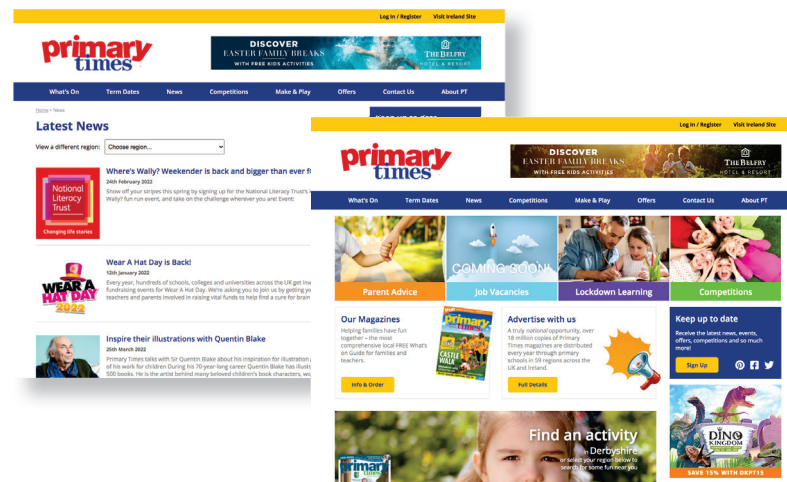 Log In / Register Visit Ireland Site
primary times
DISCOVER
EASTER FAMILY BREAKS
WITH FREE KIDS ACTIVITIES
THE BELFRY
HOTEL & RESORT
What's On Term Dates News Competitions Make & Play Offers Contact Us About PT
Home > News
Latest News
View a different region: Choose region...
Where's Wally? Weekender is back and bigger than ever
24th February 2022
Show off your stripes this spring by signing up for the National Literacy Trust's
Wally? fun run event, and take on the challenge wherever you are! Event:
National
Literacy
Trust
Changing life stories
Wear A Hat Day is Back!
12th January 2022
Every year, hundreds of schools, colleges and universities across the UK get
fundraising events for Wear A Hat Day. We're asking you to join us by getting
teachers and parents involved in raising vital funds to help find a cure for brain
WEAR A
HAT DAY
2022
Inspire their illustrations with Quentin Blake
25th March 2022
Primary Times talks with Sir Quentin Blake about his inspiration for illustration
of his work for children During his 70-year-long career Quentin Blake has
500 books. He is the artist behind many beloved children's book characters,
Log In / Register Visit Ireland Site
primary times
DISCOVER
EASTER FAMILY BREAKS
WITH FREE KIDS ACTIVITIES
THE BELFRY
HOTEL & RESORT
What's On Term Dates News Competitions Make & Play Offers Contact Us About PT
COMING SOON!
Parent Advice Job Vacancies Lockdown Learning Competitions
Our Magazines
Helping families have fun
together – the most
comprehensive local FREE What's
on Guide for families and
teachers.
Info & Order
primary times
CASTLE
WALK
Advertise with us
A truly national opportunity, over
18 million copies of Primary
Times magazines are distributed
every year through primary
schools in 59 regions across the
UK and Ireland.
Full Details
Keep up to date
Receive the latest news, events,
offers, competitions and so much
more!
Sign Up
Find an activity
in Derbyshire
or select your region below to
search for some fun near you
primary times
DINO
KINGDOM
SAVE 15% WITH DKPT15